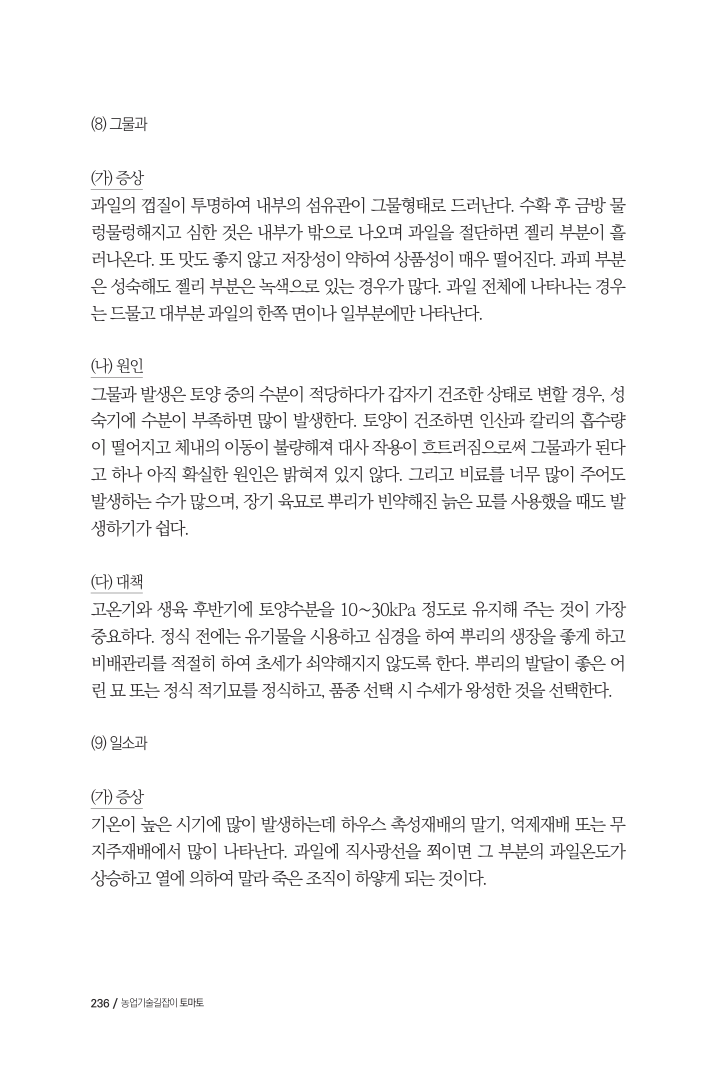 (8) 그물과
(가) 증상
과일의 껍질이 투명하여 내부의 섬유관이 그물형태로 드러난다. 수확 후 금방 물
렁물렁해지고 심한 것은 내부가 밖으로 나오며 과일을 절단하면 젤리 부분이 흘
러나온다. 또 맛도 좋지 않고 저장성이 약하여 상품성이 매우 떨어진다. 과피 부분
은 성숙해도 젤리 부분은 녹색으로 있는 경우가 많다. 과일 전체에 나타나는 경우
는 드물고 대부분 과일의 한쪽 면이나 일부분에만 나타난다.
(나) 원인
그물과 발생은 토양 중의 수분이 적당하다가 갑자기 건조한 상태로 변할 경우, 성
숙기에 수분이 부족하면 많이 발생한다. 토양이 건조하면 인산과 칼리의 흡수량
이 떨어지고 체내의 이동이 불량해져 대사 작용이 흐트러짐으로써 그물과가 된다
고 하나 아직 확실한 원인은 밝혀져 있지 않다. 그리고 비료를 너무 많이 주어도
발생하는 수가 많으며, 장기 육묘로 뿌리가 빈약해진 늙은 묘를 사용했을 때도 발
생하기가 쉽다.
(다) 대책
고온기와 생육 후반기에 토양수분을 10~30kPa 정도로 유지해 주는 것이 가장
중요하다. 정식 전에는 유기물을 시용하고 심경을 하여 뿌리의 생장을 좋게 하고
비배관리를 적절히 하여 초세가 쇠약해지지 않도록 한다. 뿌리의 발달이 좋은 어
린 묘 또는 정식 적기묘를 정식하고, 품종 선택 시 수세가 왕성한 것을 선택한다.
(9) 일소과
(가) 증상
기온이 높은 시기에 많이 발생하는데 하우스 촉성재배의 말기, 억제재배 또는 무
지주재배에서 많이 나타난다. 과일에 직사광선을 쬐이면 그 부분의 과일온도가
상승하고 열에 의하여 말라 죽은 조직이 하얗게 되는 것이다.
236 / 농업기술길잡이 토마토